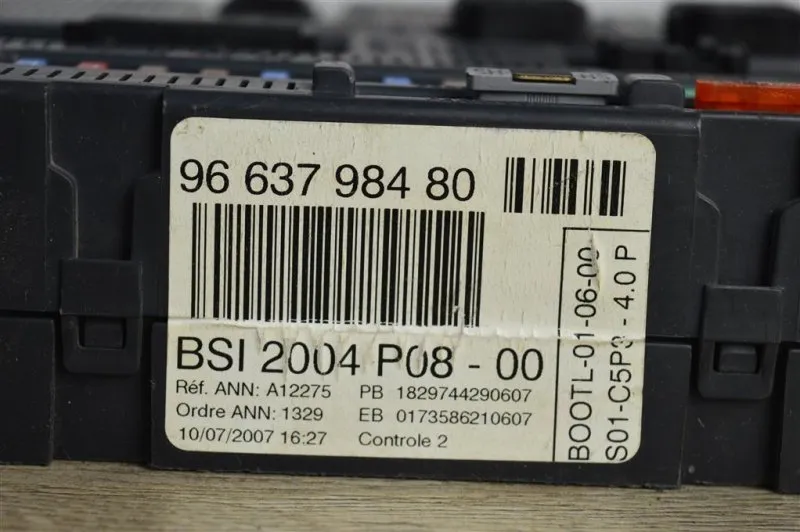 96 637 984 80
BSI 2004 P08 - 00
Réf. ANN: A12275 PB 1829744290607
Ordre ANN: 1329 EB 0173586210607
10/07/2007 16:27 Controle 2
BOOTL-01-06-00
S01-C5P3 - 4.0 P